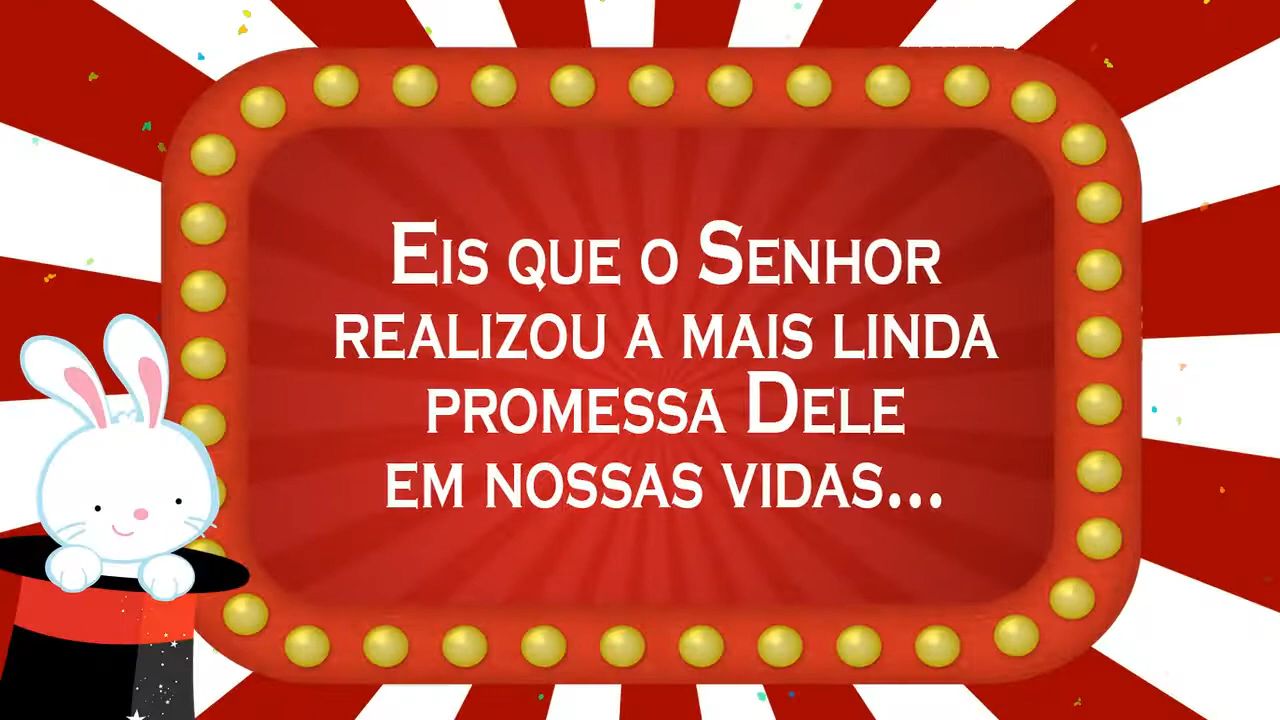 Eis que o Senhor
realizou a mais linda
promessa Dele
em nossas vidas...